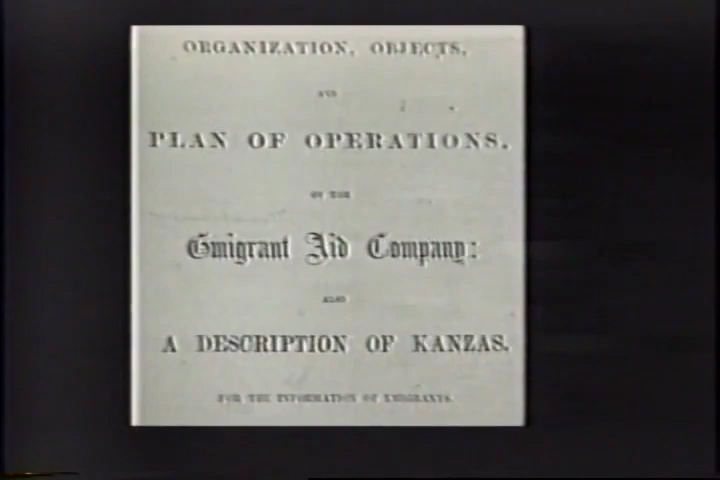 ORGANIZATION, OBJECTS,
AND
PLAN OF OPERATIONS,
OF THE
Emigrant Aid Company:
ALSO
A DESCRIPTION OF KANZAS.
FOR THE INFORMATION OF EMIGRANTS.